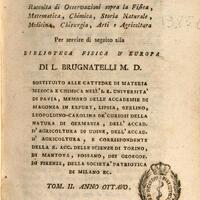 Raccolta di Osservazioni sopra la Fisica,
Matematica, Chimica, Storia Naturale,
Medicina, Chirurgia, Arti e Agricoltura
Per servire di seguito alla
BIBLIOTECA FISICA D'EUROPA
DI L. BRUGNATELLI M. D.
SOSTITUITO ALLE CATTEDRE DI MATERIA
MEDICA E CHIMICA NELL'I. R. UNIVERSITÀ
DI PAVIA, MEMBRO DELLE ACCADEMIE DI
MAGONZA IN ERFURT, LIPSIA, BERLINO,
LEOPOLDINO-CAROLINA DE' CURIOSI DELLA
NATURA DI GERMANIA, DELL'ACCAD.
D'AGRICOLTURA DI UDINE, DELL'ACCAD.
D'AGRICOLTURA, E CORRISPONDENTE
DELLA R. ACC. DELLE SCIENZE DI TORINO,
DI MANTOVA, FOSSANO, DEI GEORGOF.
DI FIRENZE, DELLA SOCIETA' PATRIOTICA
DI MILANO EC.
TOM. II. ANNO OTTAVO.